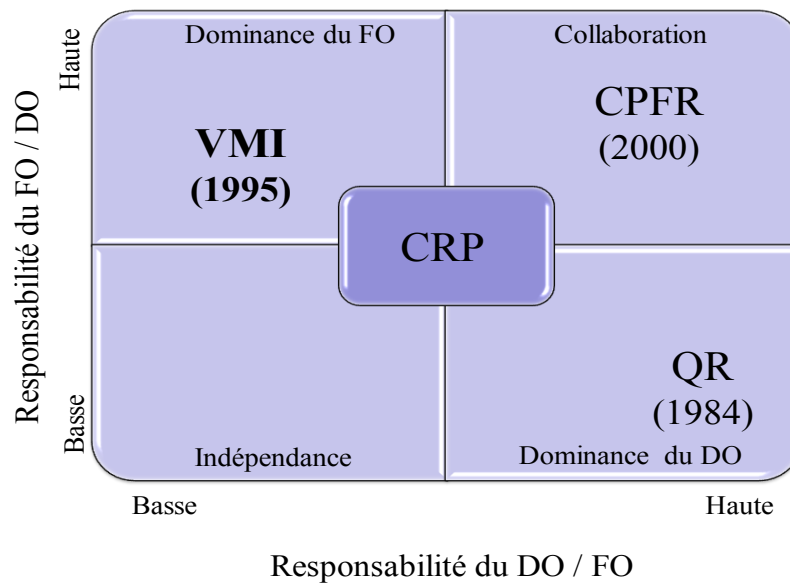 Dominance du FO
Collaboration
Haute
VMI
(1995)
CPFR
(2000)
Responsabilité du FO / DO
CRP
QR
(1984)
Basse
Indépendance
Dominance du DO
Basse
Haute
Responsabilité du DO / FO